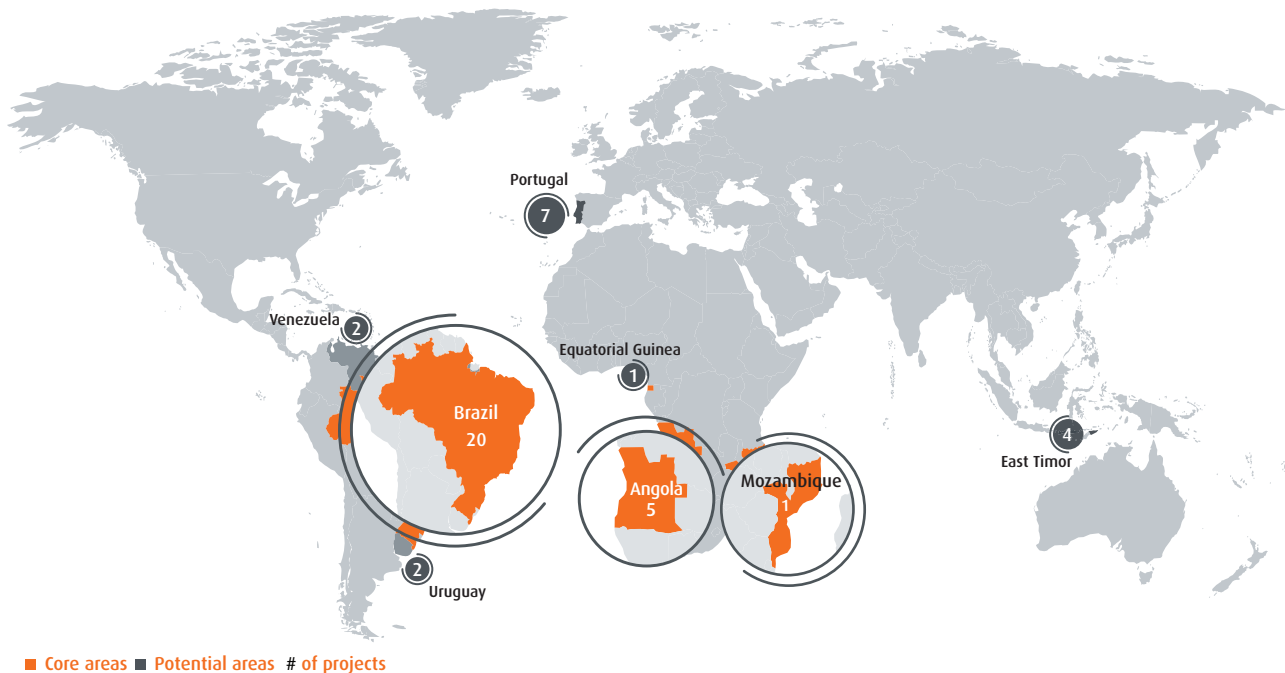 Portugal
7
Venezuela
2
Equatorial Guinea
1
Brazil
20
4
East Timor
Angola
5
Mozambique
1
2
Uruguay
Core areas Potential areas # of projects